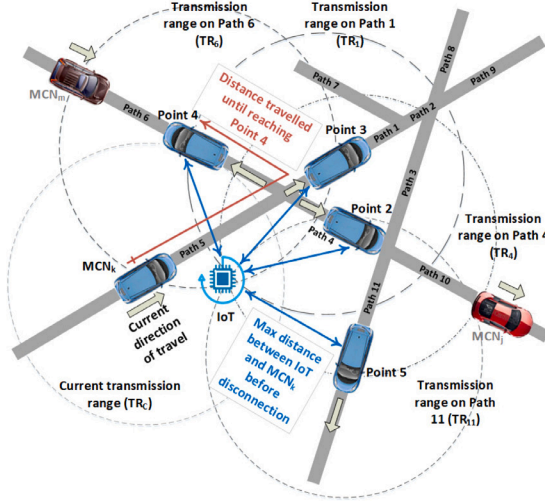 Transmission
range on Path 6
(TR6)
Transmission
range on Path 1
(TR1)
Path 8
Path 9
MCNm
Path 6
Point 4
Distance travelled
until reaching
Point 4
Path 7
Path 1
Path 2
Point 3
Path 3
Point 2
Path 4
Transmission
range on Path 4
(TR4)
MCNk
Path 5
Path 10
Path 11
IoT
Current
direction
of travel
MCNj
Max distance
between IoT
and MCNk
before
disconnection
Point 5
Current transmission
range (TRC)
Transmission
range on Path
11 (TR11)